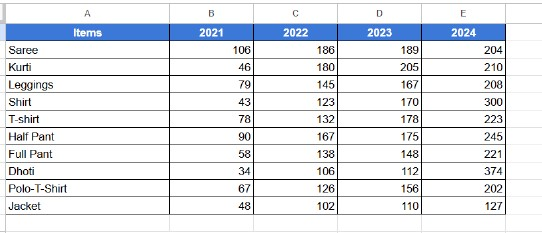 A B C D E
Items 2021 2022 2023 2024
Saree 106 186 189 204
Kurti 46 180 205 210
Leggings 79 145 167 208
Shirt 43 123 170 300
T-shirt 78 132 178 223
Half Pant 90 167 175 245
Full Pant 58 138 148 221
Dhoti 34 106 112 374
Polo-T-Shirt 67 126 156 202
Jacket 48 102 110 127